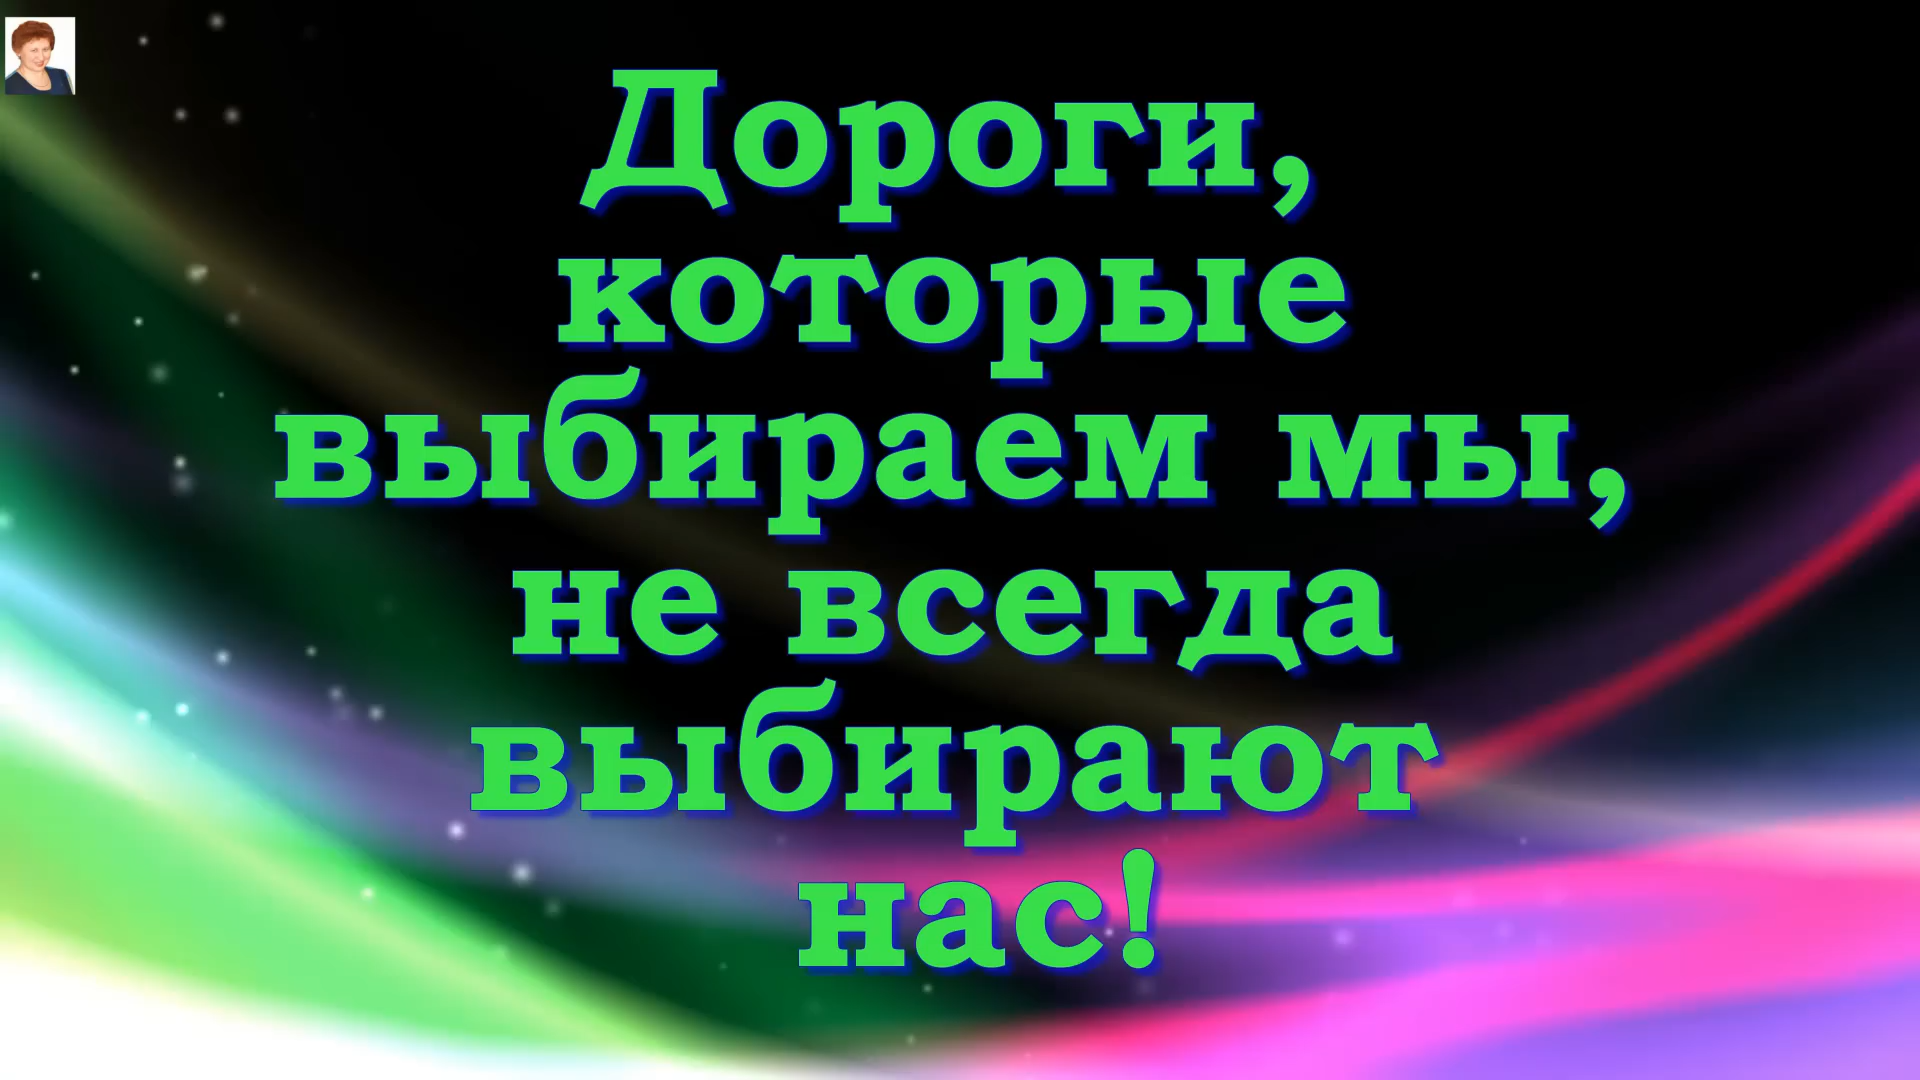 Дороги,
которые
выбираем мы,
не всегда
выбирают
нас!